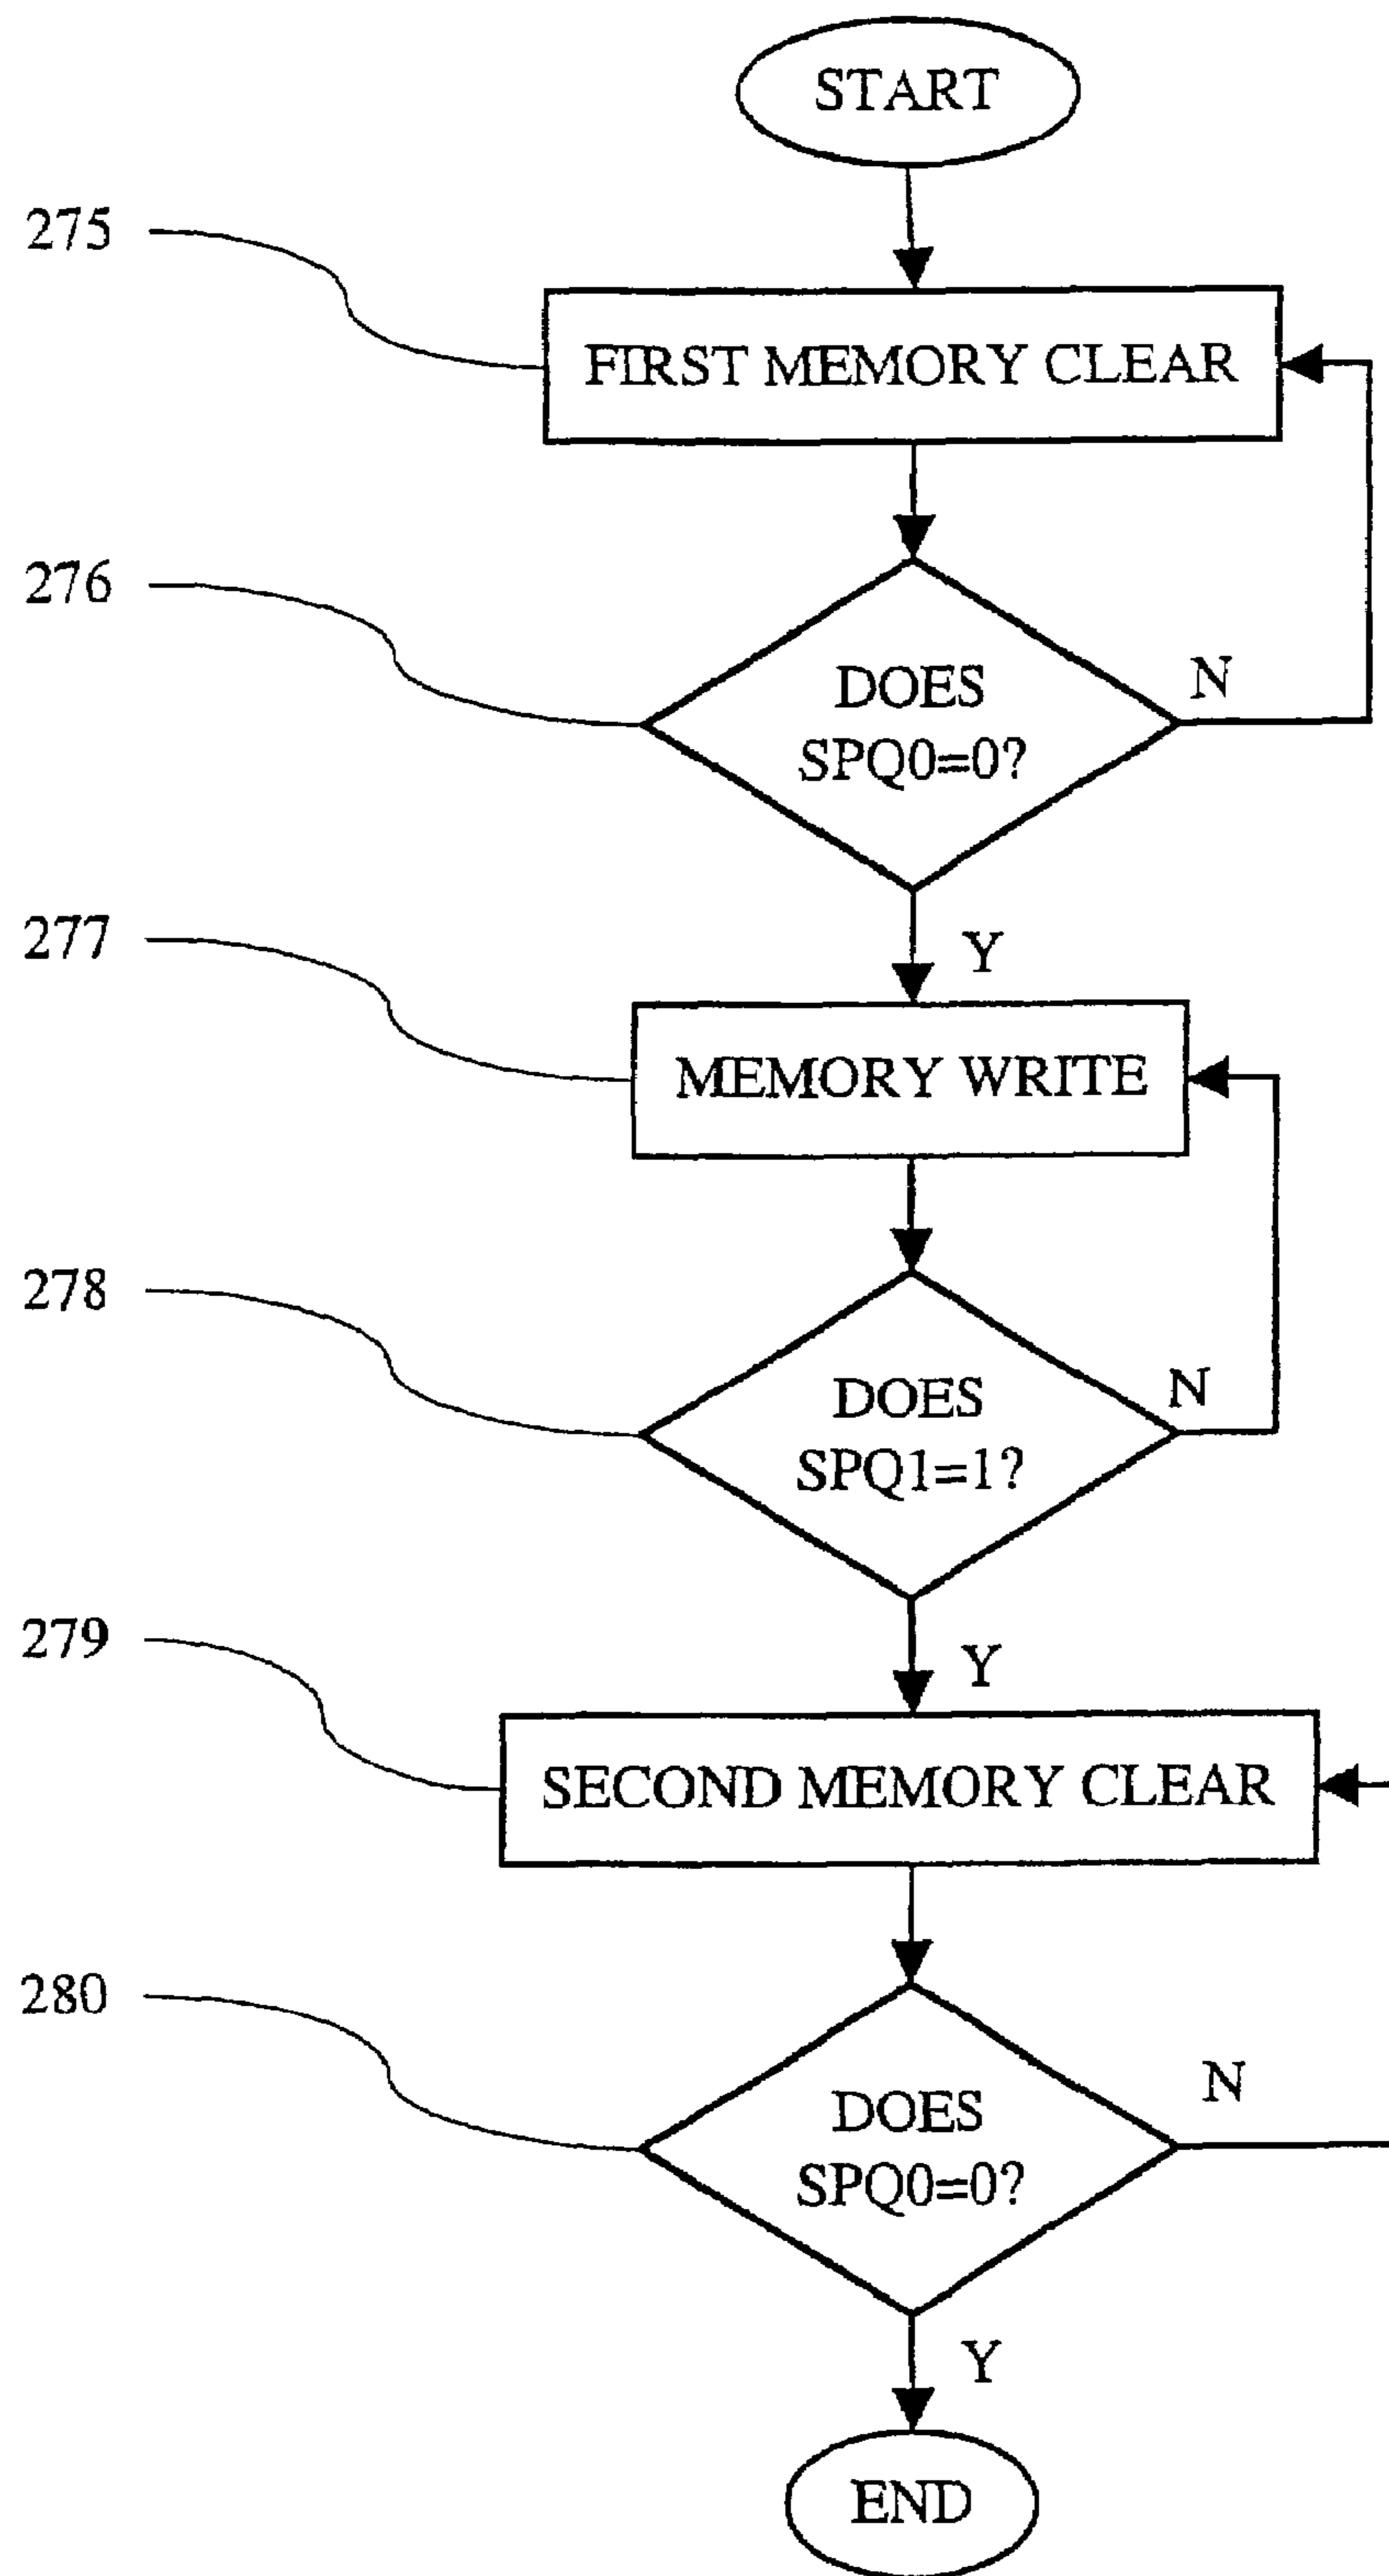 START
275
FIRST MEMORY CLEAR
276
DOES
SPQ0=0?
N
Y
277
MEMORY WRITE
278
DOES
SPQ1=1?
N
Y
279
SECOND MEMORY CLEAR
280
DOES
SPQ0=0?
N
Y
END